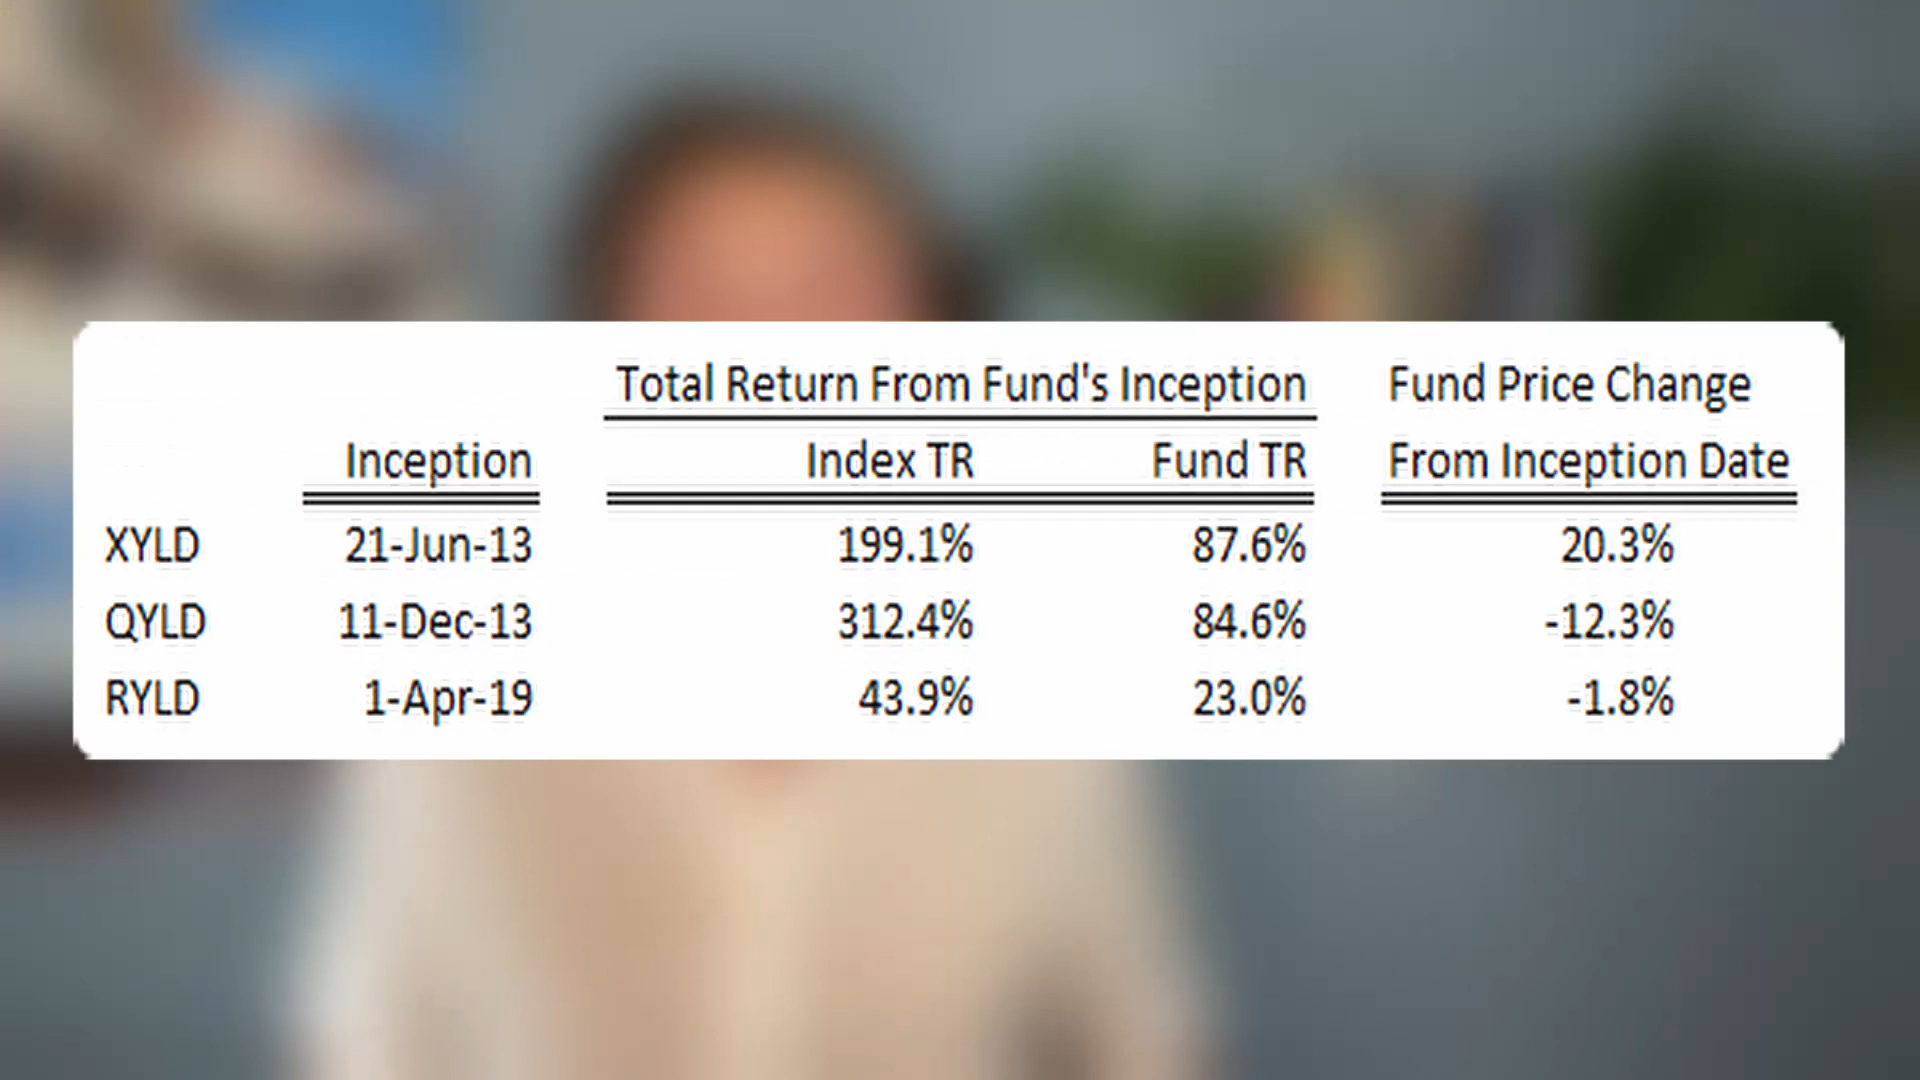 Total Return From Fund's Inception Fund Price Change
Inception Index TR Fund TR From Inception Date
XYLD 21-Jun-13 199.1% 87.6% 20.3%
QYLD 11-Dec-13 312.4% 84.6% -12.3%
RYLD 1-Apr-19 43.9% 23.0% -1.8%